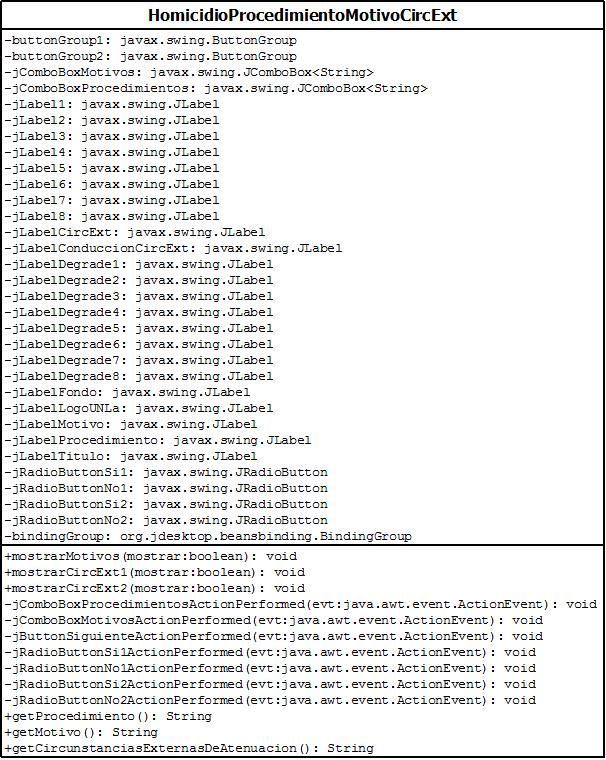 HomicidioProcedimientoMotivoCircExt
-buttonGroup1: javax.swing.ButtonGroup
-buttonGroup2: javax.swing.ButtonGroup
-jComboBoxMotivos: javax.swing.JComboBox<String>
-jComboBoxProcedimientos: javax.swing.JComboBox<String>
-jLabel1: javax.swing.JLabel
-jLabel2: javax.swing.JLabel
-jLabel3: javax.swing.JLabel
-jLabel4: javax.swing.JLabel
-jLabel5: javax.swing.JLabel
-jLabel6: javax.swing.JLabel
-jLabel7: javax.swing.JLabel
-jLabel8: javax.swing.JLabel
-jLabelCircExt: javax.swing.JLabel
-jLabelConduccionCircExt: javax.swing.JLabel
-jLabelDegrade1: javax.swing.JLabel
-jLabelDegrade2: javax.swing.JLabel
-jLabelDegrade3: javax.swing.JLabel
-jLabelDegrade4: javax.swing.JLabel
-jLabelDegrade5: javax.swing.JLabel
-jLabelDegrade6: javax.swing.JLabel
-jLabelDegrade7: javax.swing.JLabel
-jLabelDegrade8: javax.swing.JLabel
-jLabelFondo: javax.swing.JLabel
-jLabelLogoUNLa: javax.swing.JLabel
-jLabelMotivo: javax.swing.JLabel
-jLabelProcedimiento: javax.swing.JLabel
-jLabelTitulo: javax.swing.JLabel
-jRadioButtonSi1: javax.swing.JRadioButton
-jRadioButtonNo1: javax.swing.JRadioButton
-jRadioButtonSi2: javax.swing.JRadioButton
-jRadioButtonNo2: javax.swing.JRadioButton
-bindingGroup: org.jdesktop.beansbinding.BindingGroup
+mostrarMotivos(mostrar:boolean): void
+mostrarCircExt1(mostrar:boolean): void
+mostrarCircExt2(mostrar:boolean): void
-jComboBoxProcedimientosActionPerformed(evt:java.awt.event.ActionEvent): void
-jComboBoxMotivosActionPerformed(evt:java.awt.event.ActionEvent): void
-jButtonSiguienteActionPerformed(evt:java.awt.event.ActionEvent): void
-jRadioButtonSi1ActionPerformed(evt:java.awt.event.ActionEvent): void
-jRadioButtonNo1ActionPerformed(evt:java.awt.event.ActionEvent): void
-jRadioButtonSi2ActionPerformed(evt:java.awt.event.ActionEvent): void
-jRadioButtonNo2ActionPerformed(evt:java.awt.event.ActionEvent): void
+getProcedimiento(): String
+getMotivo(): String
+getCircunstanciasExternasDeAtenuacion(): String